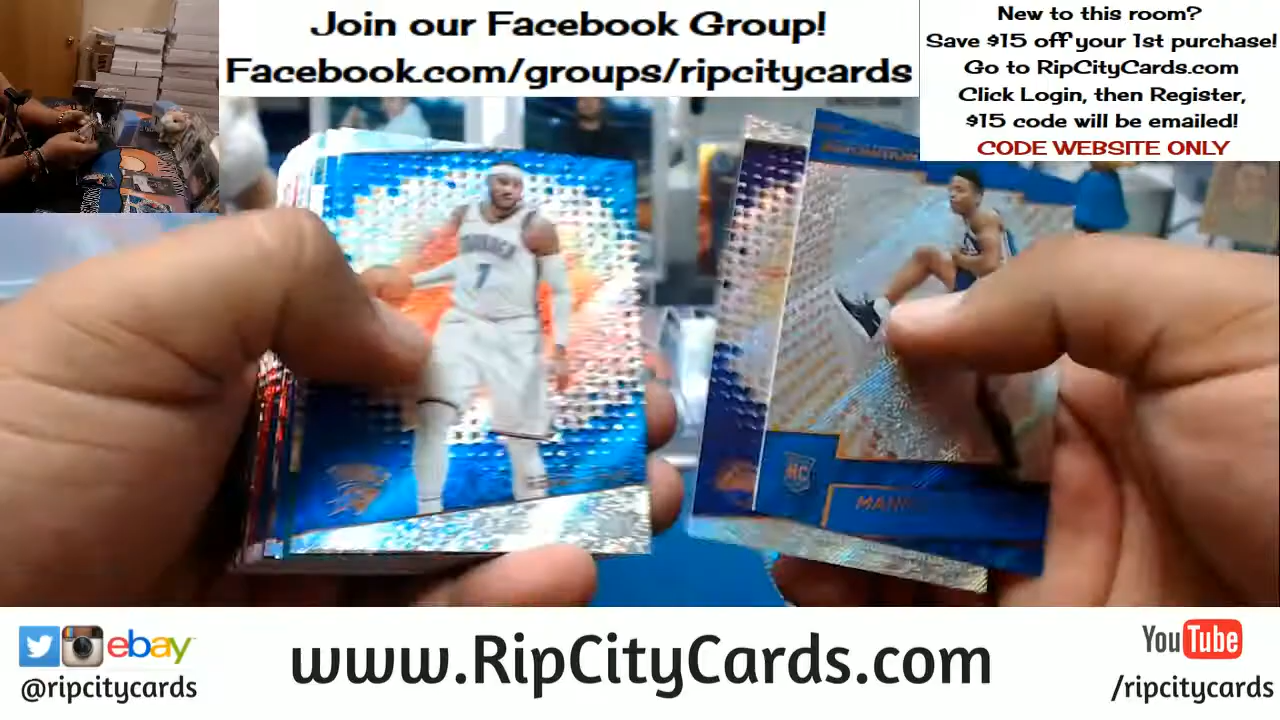 Join our Facebook Group!
Facebook.com/groups/ripcitycards
New to this room?
Save $15 off your 1st purchase!
Go to RipCityCards.com
Click Login, then Register,
$15 code will be emailed!
CODE WEBSITE ONLY
7
RC
ebay
@ripcitycards
www.RipCityCards.com
YouTube
/ripcitycards